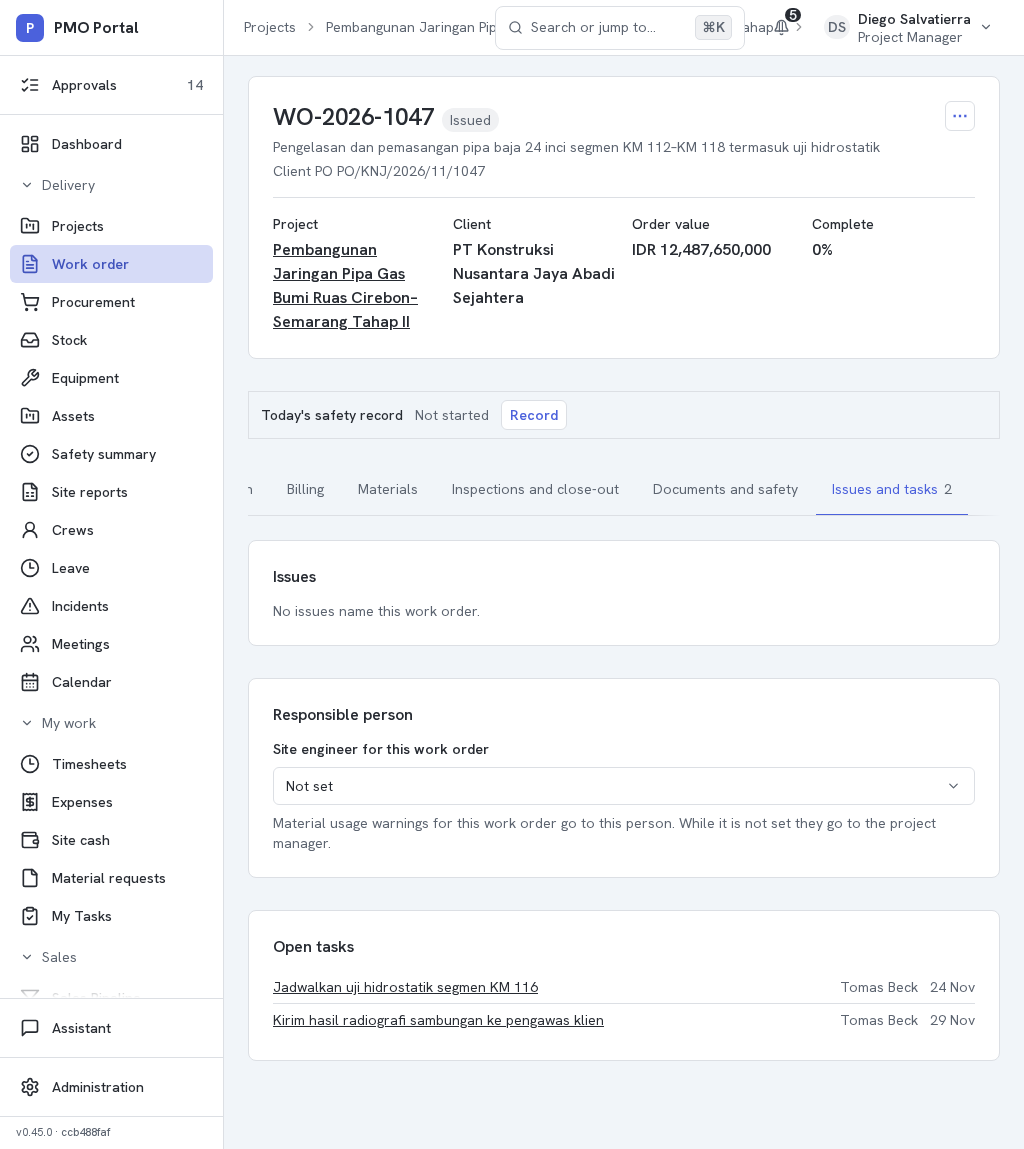 P PMO Portal
Projects > Pembangunan Jaringan Pip
Search or jump to... ⌘K
ahap
5
DS
Diego Salvatierra
Project Manager
Approvals 14
Dashboard
Delivery
Projects
Work order
Procurement
Stock
Equipment
Assets
Safety summary
Site reports
Crews
Leave
Incidents
Meetings
Calendar
My work
Timesheets
Expenses
Site cash
Material requests
My Tasks
Sales
Sales Pipeline
Assistant
Administration
v0.45.0 · ccb488faf
WO-2026-1047 Issued
Pengelasan dan pemasangan pipa baja 24 inci segmen KM 112–KM 118 termasuk uji hidrostatik
Client PO PO/KNJ/2026/11/1047
Project
Pembangunan
Jaringan Pipa Gas
Bumi Ruas Cirebon–
Semarang Tahap II
Client
PT Konstruksi
Nusantara Jaya Abadi
Sejahtera
Order value
IDR 12,487,650,000
Complete
0%
Today's safety record Not started Record
n Billing Materials Inspections and close-out Documents and safety Issues and tasks 2
Issues
No issues name this work order.
Responsible person
Site engineer for this work order
Not set
Material usage warnings for this work order go to this person. While it is not set they go to the project
manager.
Open tasks
Jadwalkan uji hidrostatik segmen KM 116 Tomas Beck 24 Nov
Kirim hasil radiografi sambungan ke pengawas klien Tomas Beck 29 Nov